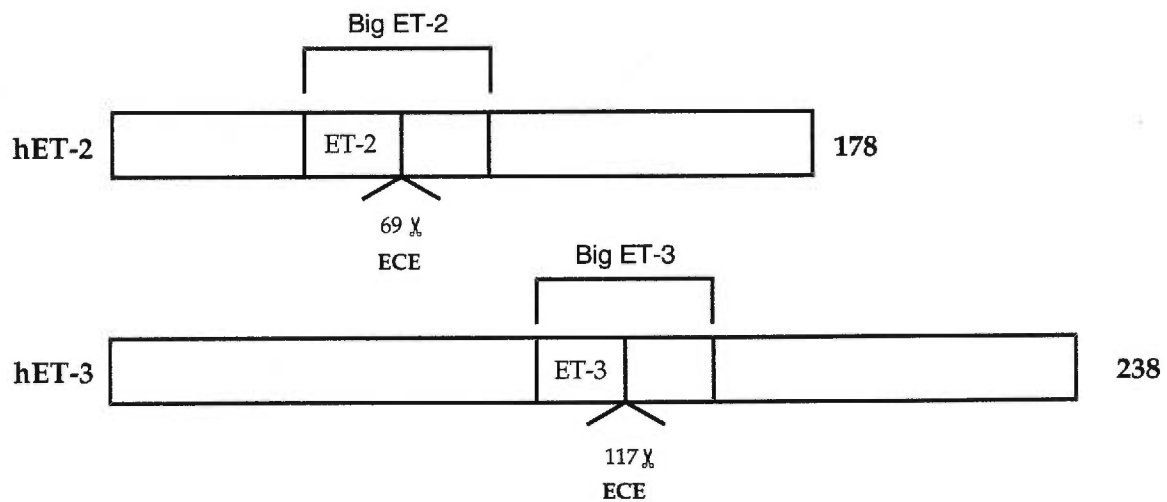 Big ET-2
hET-2
ET-2
178
69
ECE
Big ET-3
hET-3
ET-3
238
117
ECE